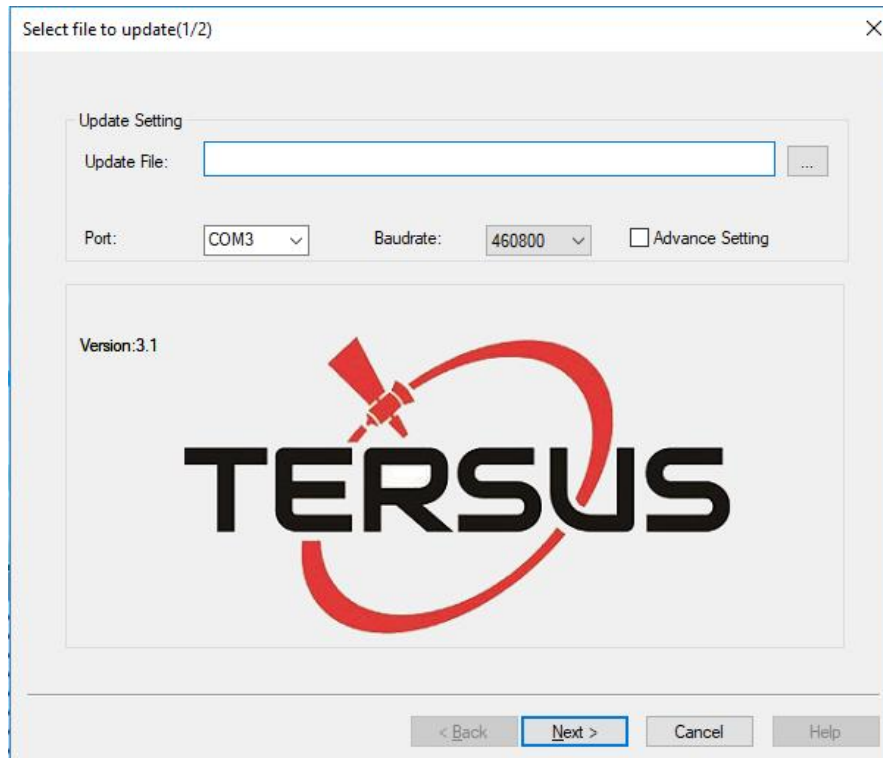 Select file to update(1/2)
Update Setting
Update File:
...
Port: COM3 Baudrate: 460800 Advance Setting
Version:3.1
TERSUS
< Back Next > Cancel Help